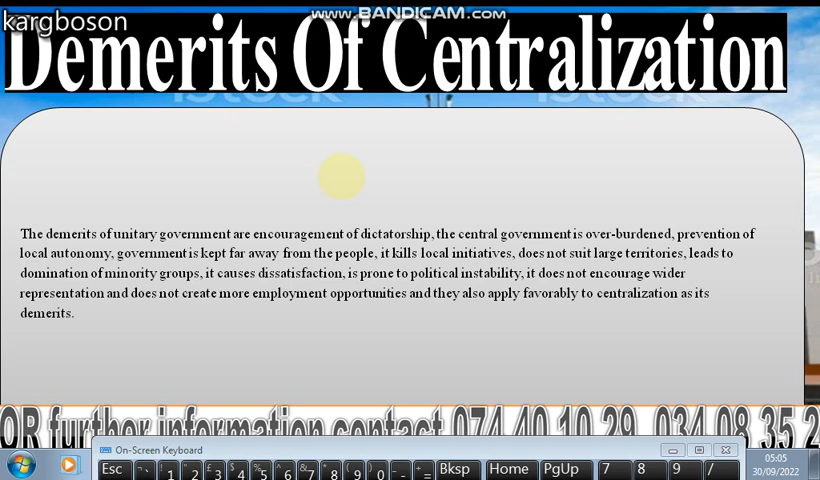 kargboson
www.BANDICAM.com
Demerits Of Centralization
The demerits of unitary government are encouragement of dictatorship, the central government is over-burdened, prevention of
local autonomy, government is kept far away from the people, it kills local initiatives, does not suit large territories, leads to
domination of minority groups, it causes dissatisfaction, is prone to political instability, it does not encourage wider
representation and does not create more employment opportunities and they also apply favorably to centralization as its
demerits.
OR further information contact 074 40 10 29 034 08 35 2
On-Screen Keyboard
Esc ! 1 " 2 £ 3 $ 4 % 5 ^ 6 & 7 * 8 ( 9 ) 0 _ - + = Bksp Home PgUp 7 8 9 /
05:05
30/09/2022